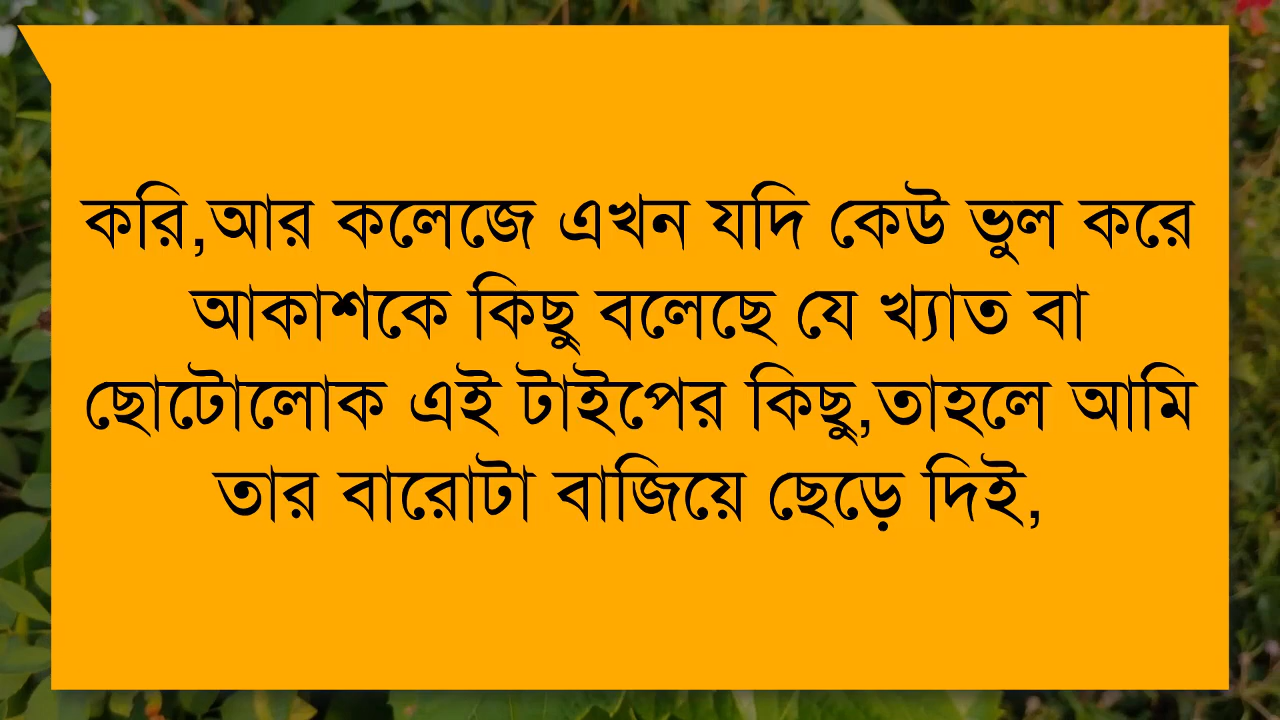 করি,আর কলেজে এখন যদি কেউ ভুল করে
আকাশকে কিছু বলেছে যে খ্যাত বা
ছোটোলোক এই টাইপের কিছু,তাহলে আমি
তার বারোটা বাজিয়ে ছেড়ে দিই,